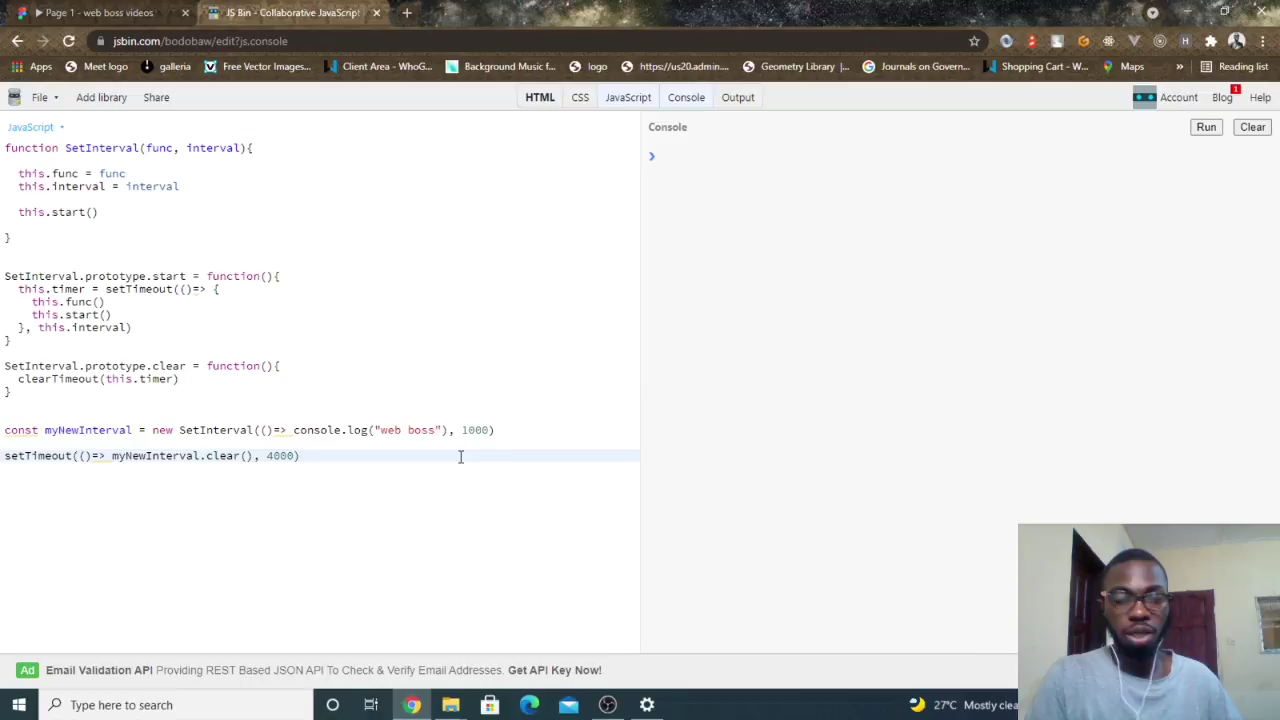 Page 1 - web boss videos
JS Bin - Collaborative JavaScript
jsbin.com/bodobaw/edit?js,console
Apps
Meet logo
galleria
Free Vector Images...
Client Area – WhoG...
Background Music f...
logo
https://us20.admin....
Geometry Library |...
Journals on Govern...
Shopping Cart – W...
Maps
»
Reading list
File
Add library
Share
HTML
CSS
JavaScript
Console
Output
Account
Blog
1
Help
JavaScript
Console
Run
Clear
function SetInterval(func, interval){
this.func = func
this.interval = interval
this.start()
}
SetInterval.prototype.start = function(){
this.timer = setTimeout(()=> {
this.func()
this.start()
}, this.interval)
}
SetInterval.prototype.clear = function(){
clearTimeout(this.timer)
}
const myNewInterval = new SetInterval(()=> console.log("web boss"), 1000)
setTimeout(()=> myNewInterval.clear(), 4000)
Ad
Email Validation API Providing REST Based JSON API To Check & Verify Email Addresses. Get API Key Now!
Type here to search
27°C Mostly clea